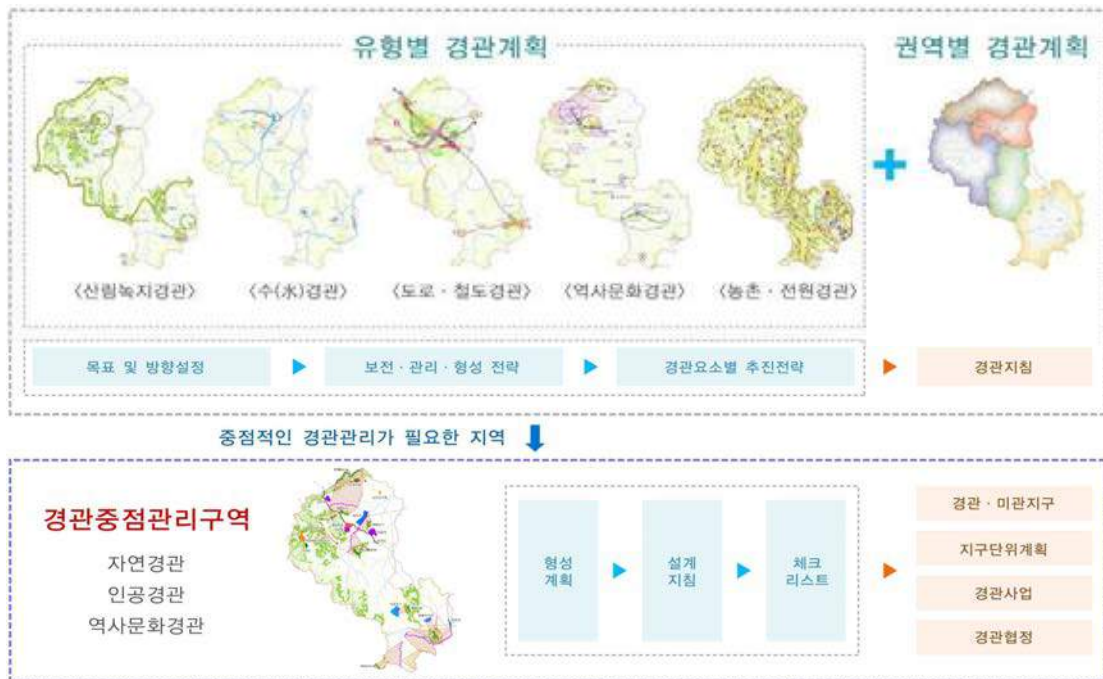 유형별 경관계획
권역별 경관계획
〈산림녹지경관〉
〈수(水)경관〉
〈도로·철도경관〉
〈역사문화경관〉
〈농촌·전원경관〉
목표 및 방향설정
보전·관리·형성 전략
경관요소별 추진전략
경관지침
중점적인 경관관리가 필요한 지역
경관중점관리구역
자연경관
인공경관
역사문화경관
형성
계획
설계
지침
체크
리스트
경관·미관지구
지구단위계획
경관사업
경관협정